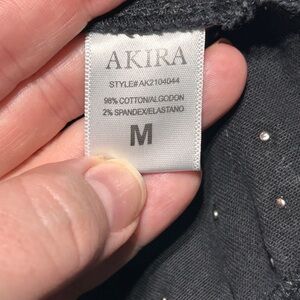 AKIRA
STYLE#AK2104044
98% COTTON/ALGODON
2% SPANDEX/ELASTANO
M